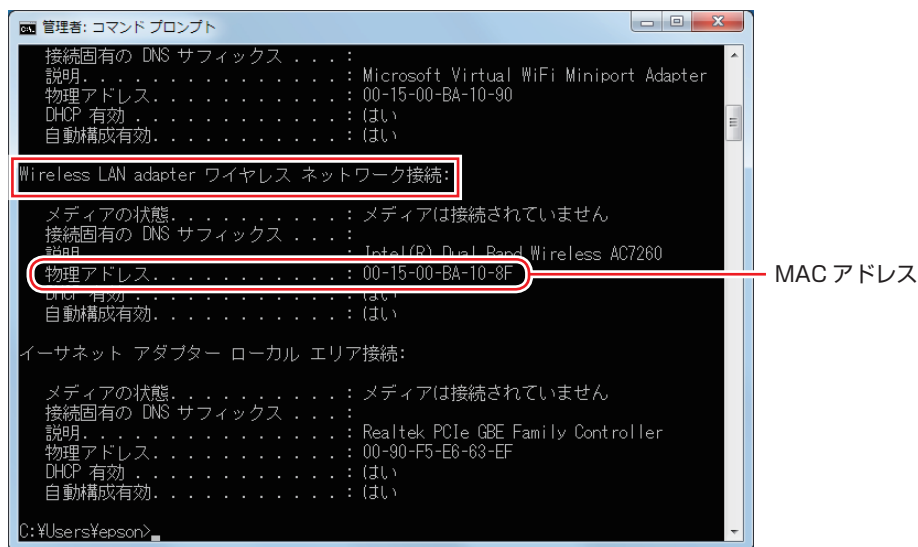 管理者: コマンド プロンプト
接続固有の DNS サフィックス . . . :
説明. . . . . . . . . . . . . . . : Microsoft Virtual WiFi Miniport Adapter
物理アドレス. . . . . . . . . . . : 00-15-00-BA-10-90
DHCP 有効 . . . . . . . . . . . . : はい
自動構成有効. . . . . . . . . . . : はい
Wireless LAN adapter ワイヤレス ネットワーク接続:
メディアの状態. . . . . . . . . . : メディアは接続されていません
接続固有の DNS サフィックス . . . :
説明. . . . . . . . . . . . . . . : Intel(R) Dual Band Wireless AC7260
物理アドレス. . . . . . . . . . . : 00-15-00-BA-10-8F
MAC アドレス
DHCP 有効 . . . . . . . . . . . . : はい
自動構成有効. . . . . . . . . . . : はい
イーサネット アダプター ローカル エリア接続:
メディアの状態. . . . . . . . . . : メディアは接続されていません
接続固有の DNS サフィックス . . . :
説明. . . . . . . . . . . . . . . : Realtek PCIe GBE Family Controller
物理アドレス. . . . . . . . . . . : 00-90-F5-E6-63-EF
DHCP 有効 . . . . . . . . . . . . : はい
自動構成有効. . . . . . . . . . . : はい
C:¥Users¥epson>_